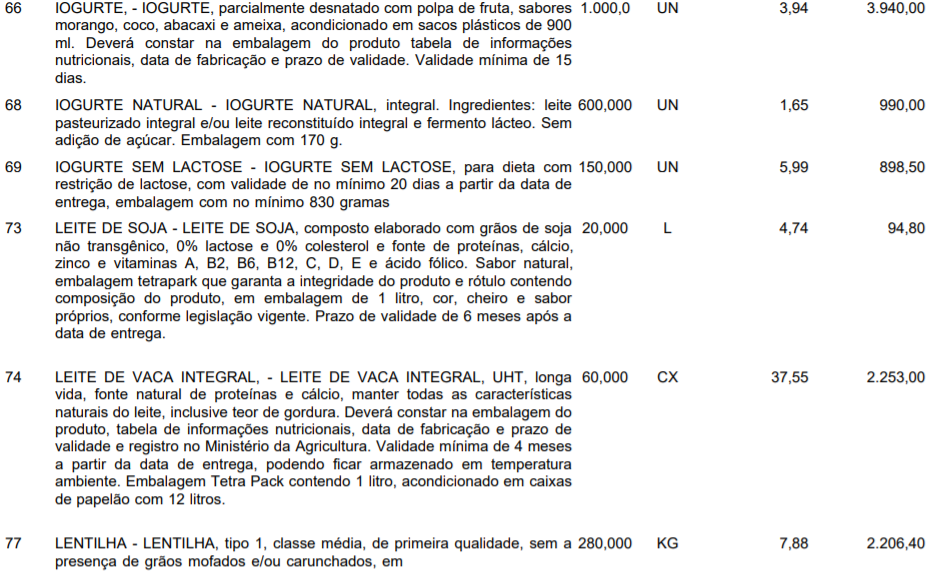 66 IOGURTE, - IOGURTE, parcialmente desnatado com polpa de fruta, sabores 1.000,0 UN 3,94 3.940,00
morango, coco, abacaxi e ameixa, acondicionado em sacos plásticos de 900
ml. Deverá constar na embalagem do produto tabela de informações
nutricionais, data de fabricação e prazo de validade. Validade mínima de 15
dias.
68 IOGURTE NATURAL - IOGURTE NATURAL, integral. Ingredientes: leite 600,000 UN 1,65 990,00
pasteurizado integral e/ou leite reconstituído integral e fermento lácteo. Sem
adição de açúcar. Embalagem com 170 g.
69 IOGURTE SEM LACTOSE - IOGURTE SEM LACTOSE, para dieta com 150,000 UN 5,99 898,50
restrição de lactose, com validade de no mínimo 20 dias a partir da data de
entrega, embalagem com no mínimo 830 gramas
73 LEITE DE SOJA - LEITE DE SOJA, composto elaborado com grãos de soja 20,000 L 4,74 94,80
não transgênico, 0% lactose e 0% colesterol e fonte de proteínas, cálcio,
zinco e vitaminas A, B2, B6, B12, C, D, E e ácido fólico. Sabor natural,
embalagem tetrapark que garanta a integridade do produto e rótulo contendo
composição do produto, em embalagem de 1 litro, cor, cheiro e sabor
próprios, conforme legislação vigente. Prazo de validade de 6 meses após a
data de entrega.
74 LEITE DE VACA INTEGRAL, - LEITE DE VACA INTEGRAL, UHT, longa 60,000 CX 37,55 2.253,00
vida, fonte natural de proteínas e cálcio, manter todas as características
naturais do leite, inclusive teor de gordura. Deverá constar na embalagem do
produto, tabela de informações nutricionais, data de fabricação e prazo de
validade e registro no Ministério da Agricultura. Validade mínima de 4 meses
a partir da data de entrega, podendo ficar armazenado em temperatura
ambiente. Embalagem Tetra Pack contendo 1 litro, acondicionado em caixas
de papelão com 12 litros.
77 LENTILHA - LENTILHA, tipo 1, classe média, de primeira qualidade, sem a 280,000 KG 7,88 2.206,40
presença de grãos mofados e/ou carunchados, em